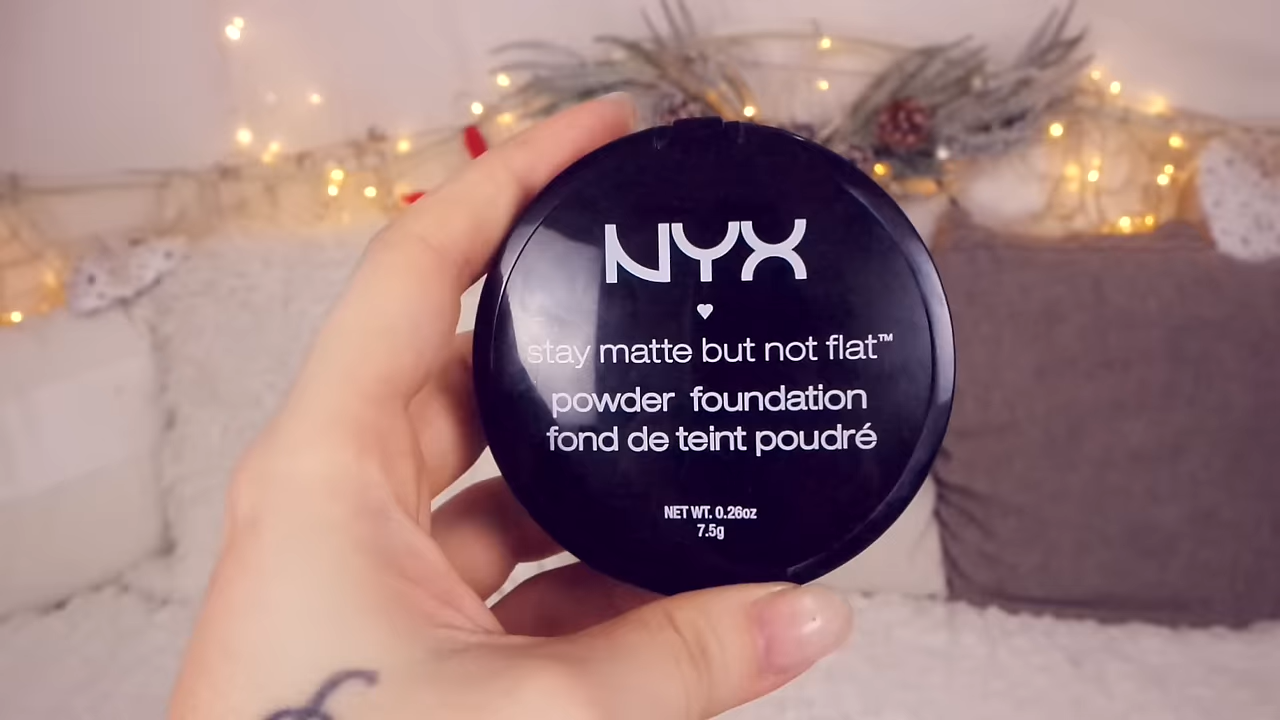 NYX
stay matte but not flat™
powder foundation
fond de teint poudré
NET WT. 0.26oz
7.5g